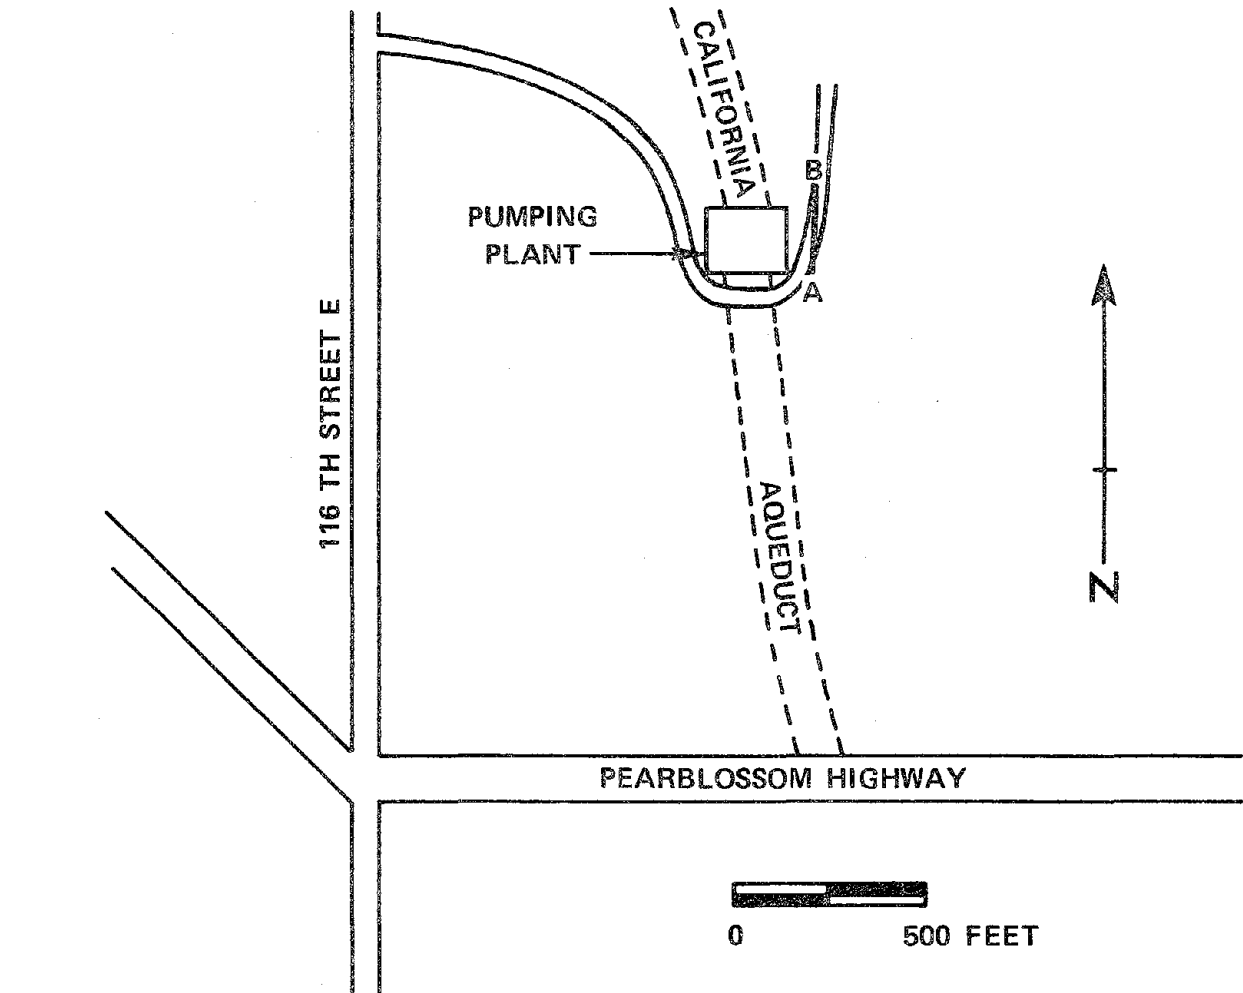 CALIFORNIA
B
PUMPING
PLANT
A
116 TH STREET E
N
AQUEDUCT
PEARBLOSSOM HIGHWAY
0 500 FEET